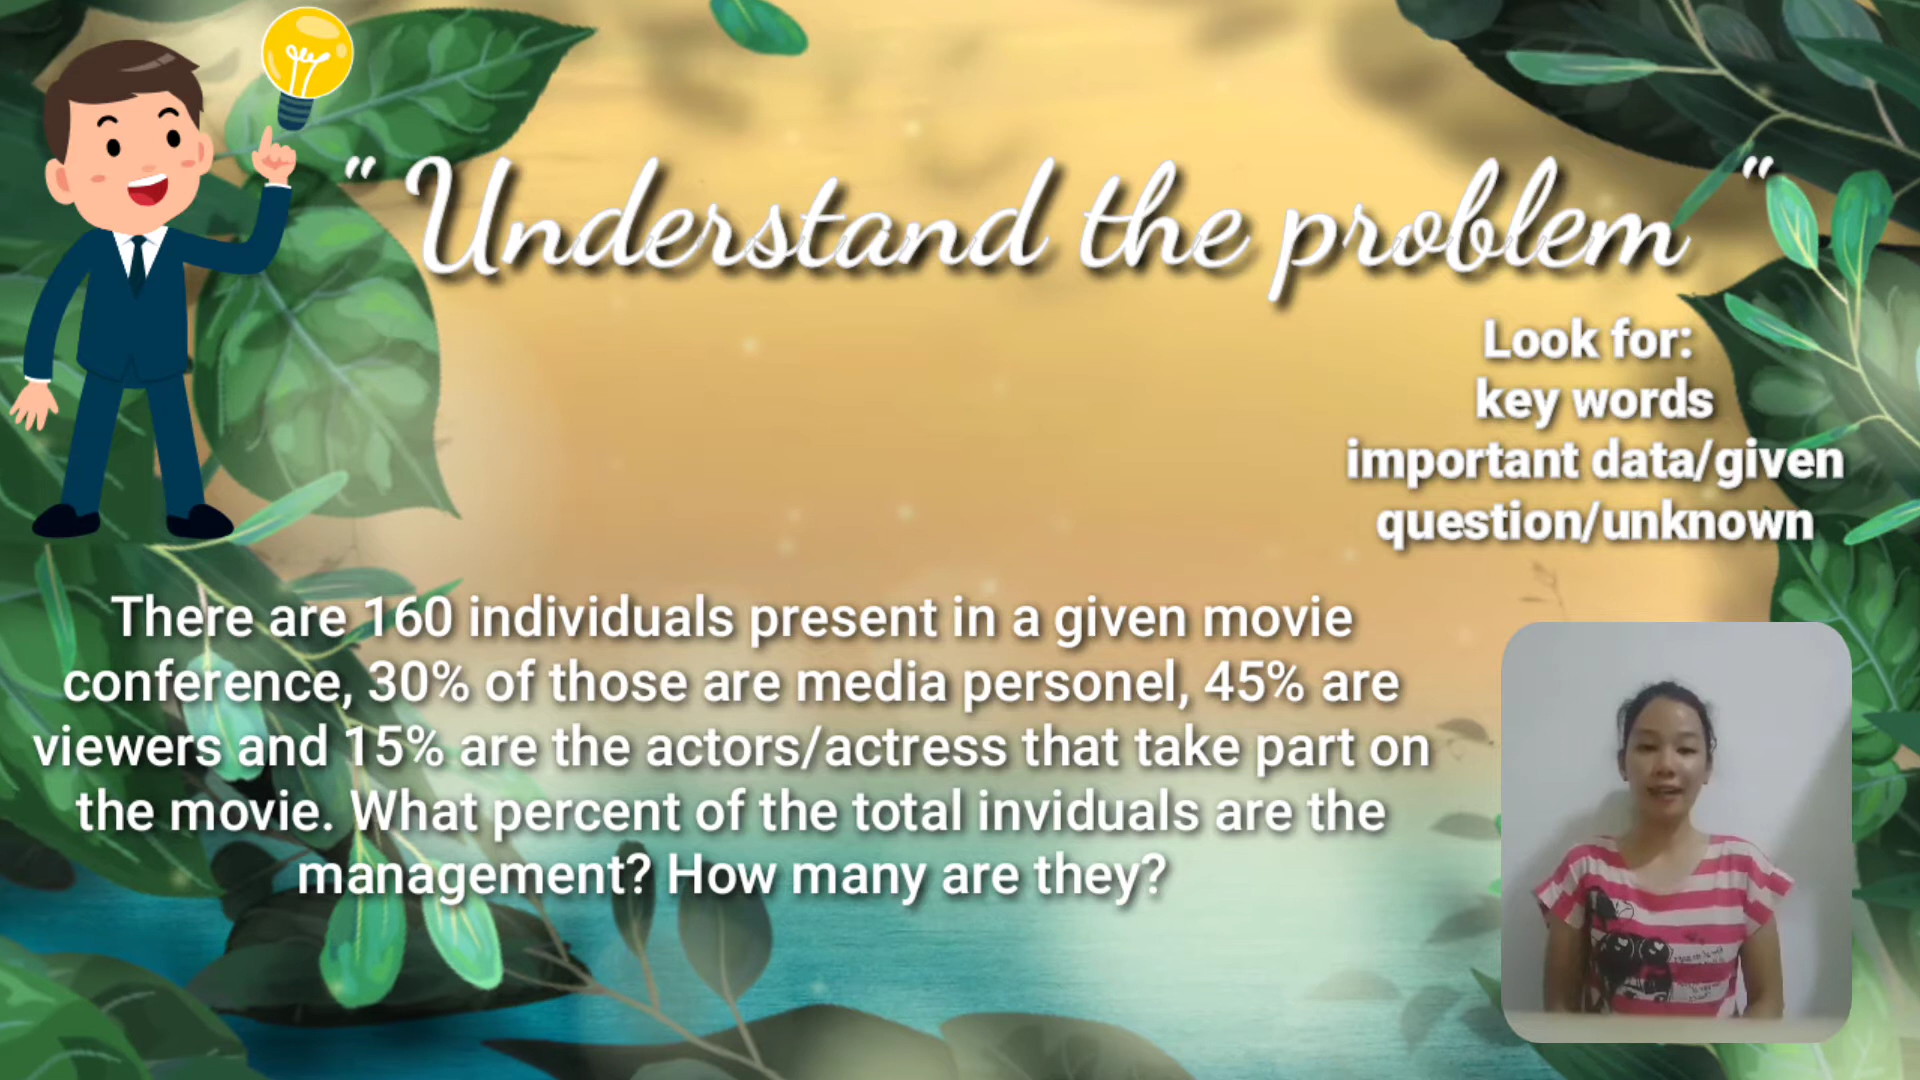 " Understand the problem "
Look for:
key words
important data/given
question/unknown
There are 160 individuals present in a given movie
conference, 30% of those are media personel, 45% are
viewers and 15% are the actors/actress that take part on
the movie. What percent of the total inviduals are the
management? How many are they?